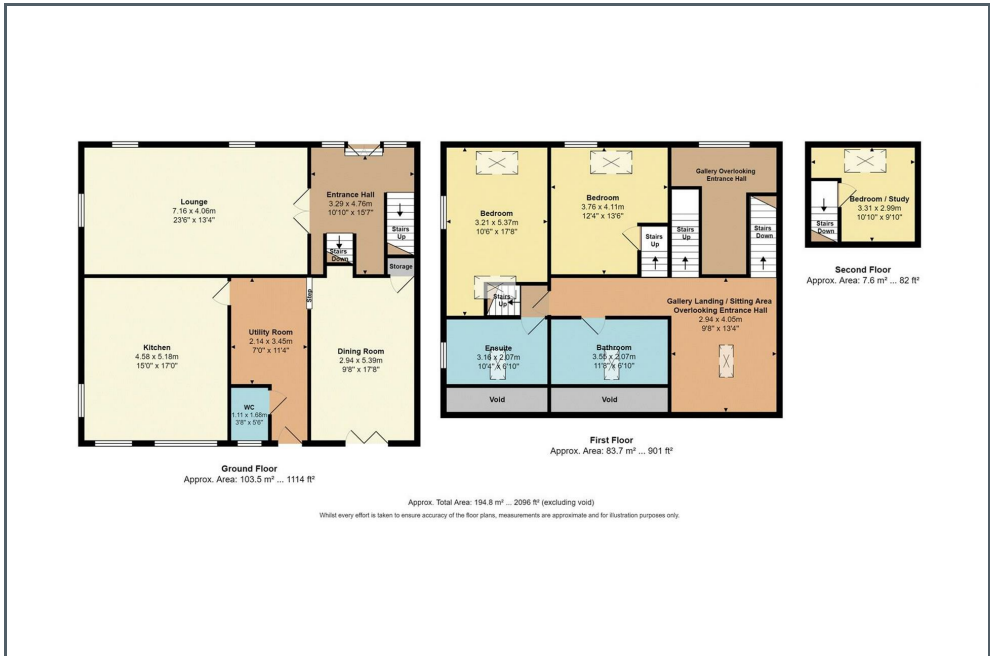 Lounge
7.16 x 4.06m
23'6" x 13'4"
Entrance Hall
3.29 x 4.76m
10'10" x 15'7"
Stairs
Up
Stairs
Down
Storage
Step
Kitchen
4.58 x 5.18m
15'0" x 17'0"
Utility Room
2.14 x 3.45m
7'0" x 11'4"
Dining Room
2.94 x 5.39m
9'8" x 17'8"
WC
1.11 x 1.68m
3'8" x 5'6"
Ground Floor
Approx. Area: 103.5 m² ... 1114 ft²
Bedroom
3.21 x 5.37m
10'6" x 17'8"
Bedroom
3.76 x 4.11m
12'4" x 13'6"
Gallery Overlooking
Entrance Hall
Stairs
Up
Stairs
Up
Stairs
Down
Stairs
Up
Gallery Landing / Sitting Area
Overlooking Entrance Hall
2.94 x 4.05m
9'8" x 13'4"
Ensuite
3.16 x 2.07m
10'4" x 6'10"
Bathroom
3.55 x 2.07m
11'8" x 6'10"
Void
Void
First Floor
Approx. Area: 83.7 m² ... 901 ft²
Bedroom / Study
3.31 x 2.99m
10'10" x 9'10"
Stairs
Down
Second Floor
Approx. Area: 7.6 m² ... 82 ft²
Approx. Total Area: 194.8 m² ... 2096 ft² (excluding void)
Whilst every effort is taken to ensure accuracy of the floor plans, measurements are approximate and for illustration purposes only.